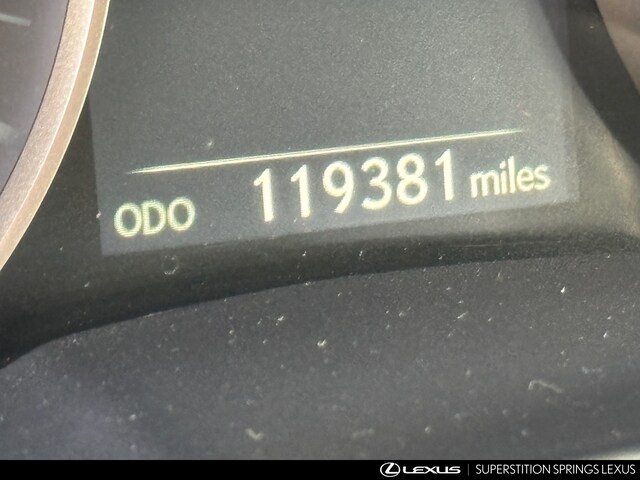 ODO 119381 miles
LEXUS | SUPERSTITION SPRINGS LEXUS